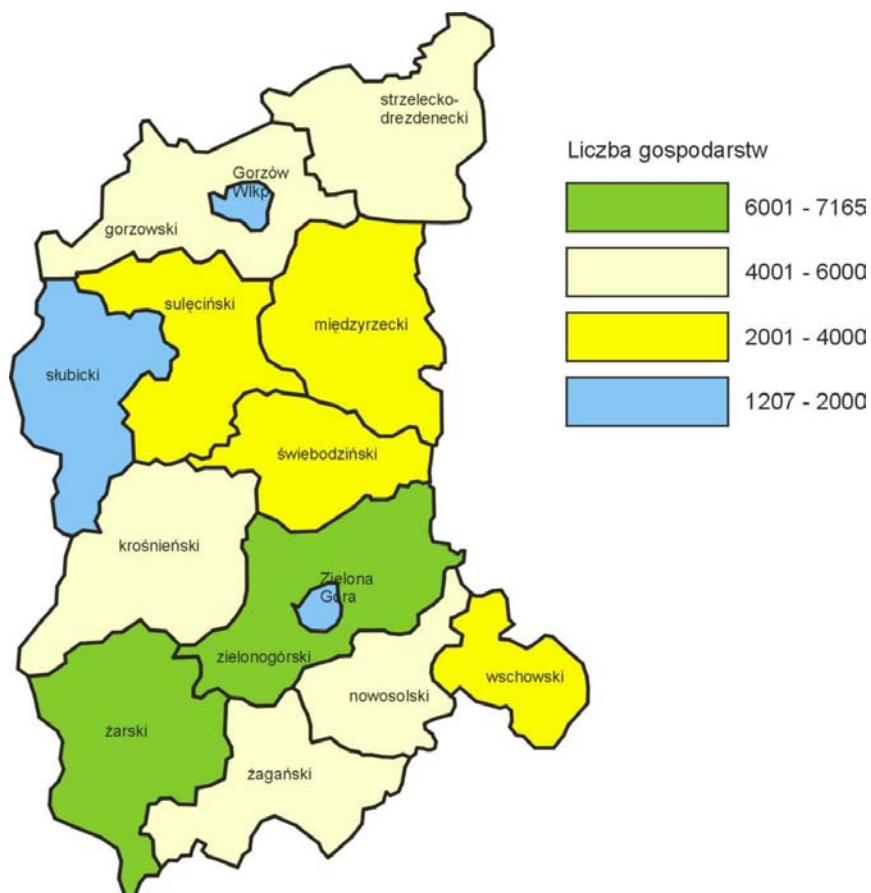 strzelecko-
drezdenecki
Gorzów
Wlkp
gorzowski
sulęciński
międzyrzecki
słubicki
świebodziński
krośnieński
Zielona
Góra
zielonogórski
wschowski
nowosolski
żarski
żagański
Liczba gospodarstw
6001 - 7165
4001 - 6000
2001 - 4000
1207 - 2000